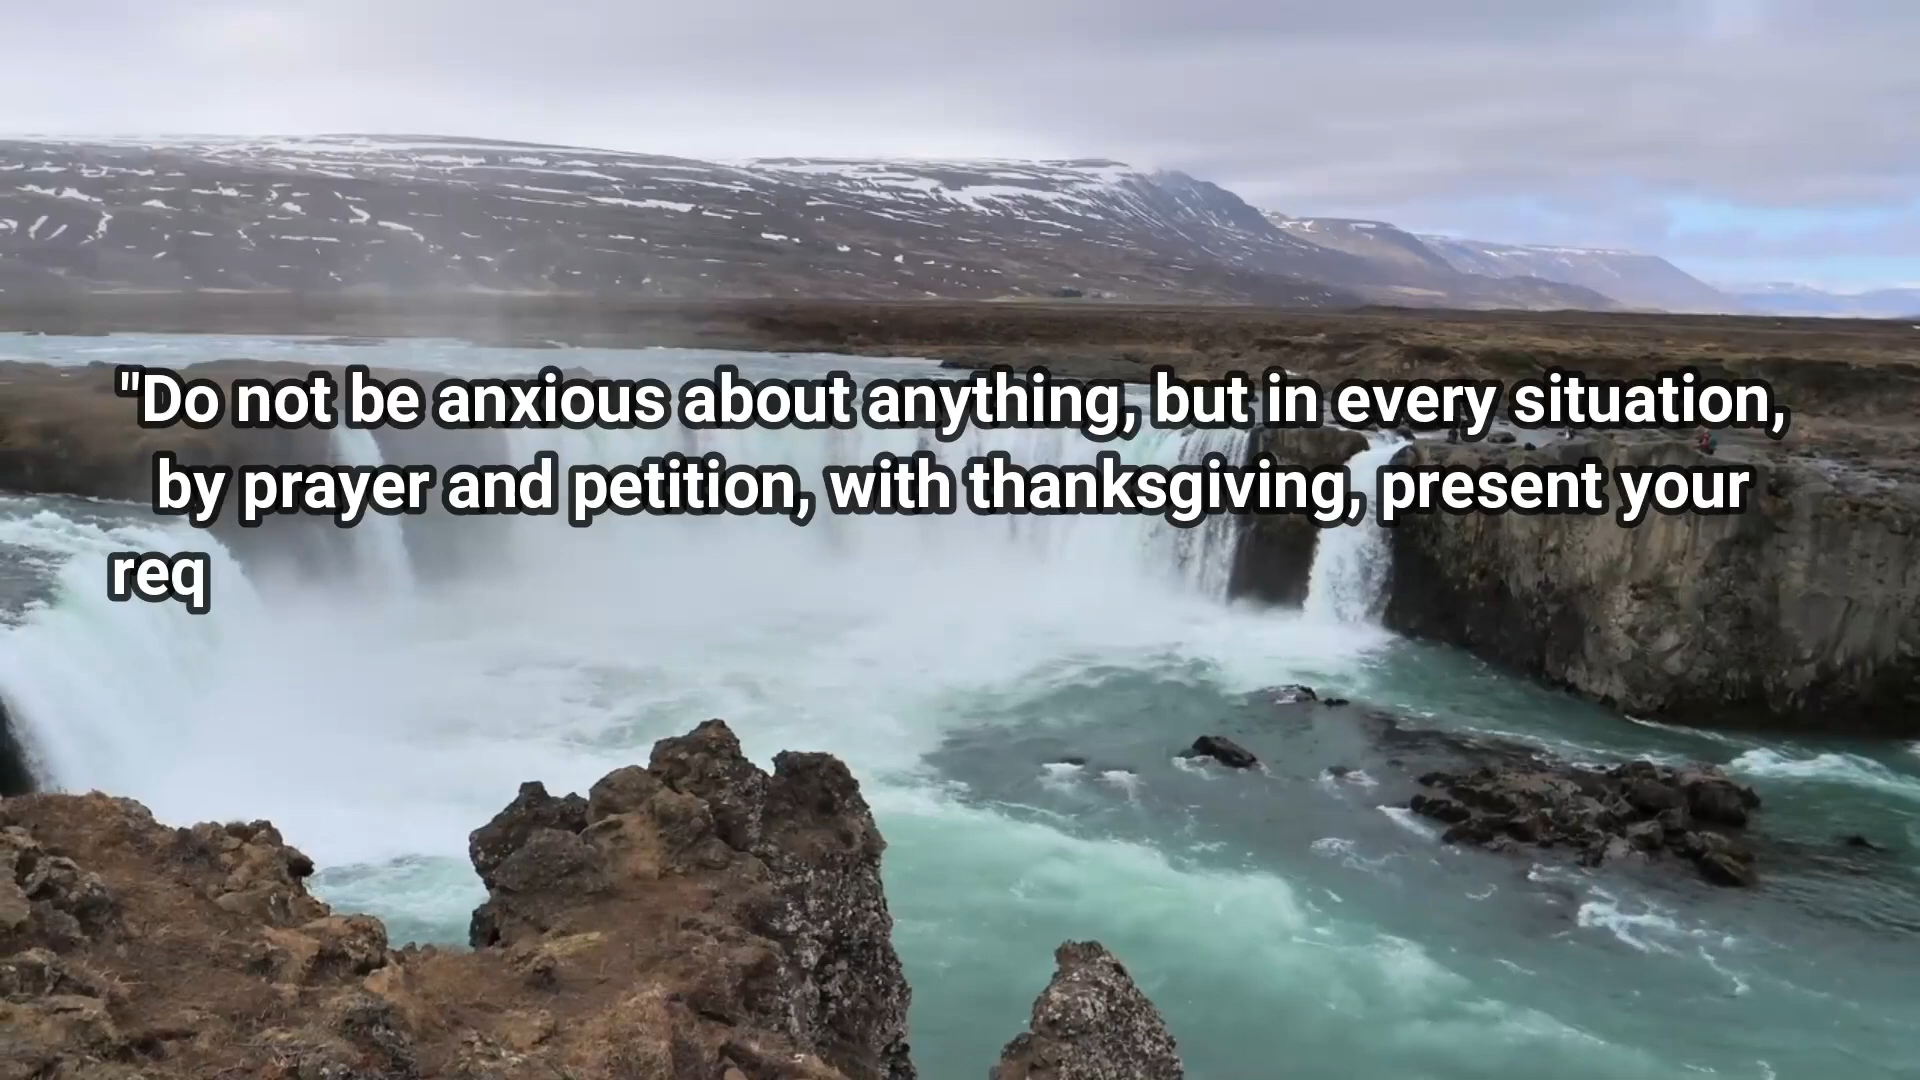 "Do not be anxious about anything, but in every situation,
by prayer and petition, with thanksgiving, present your
req